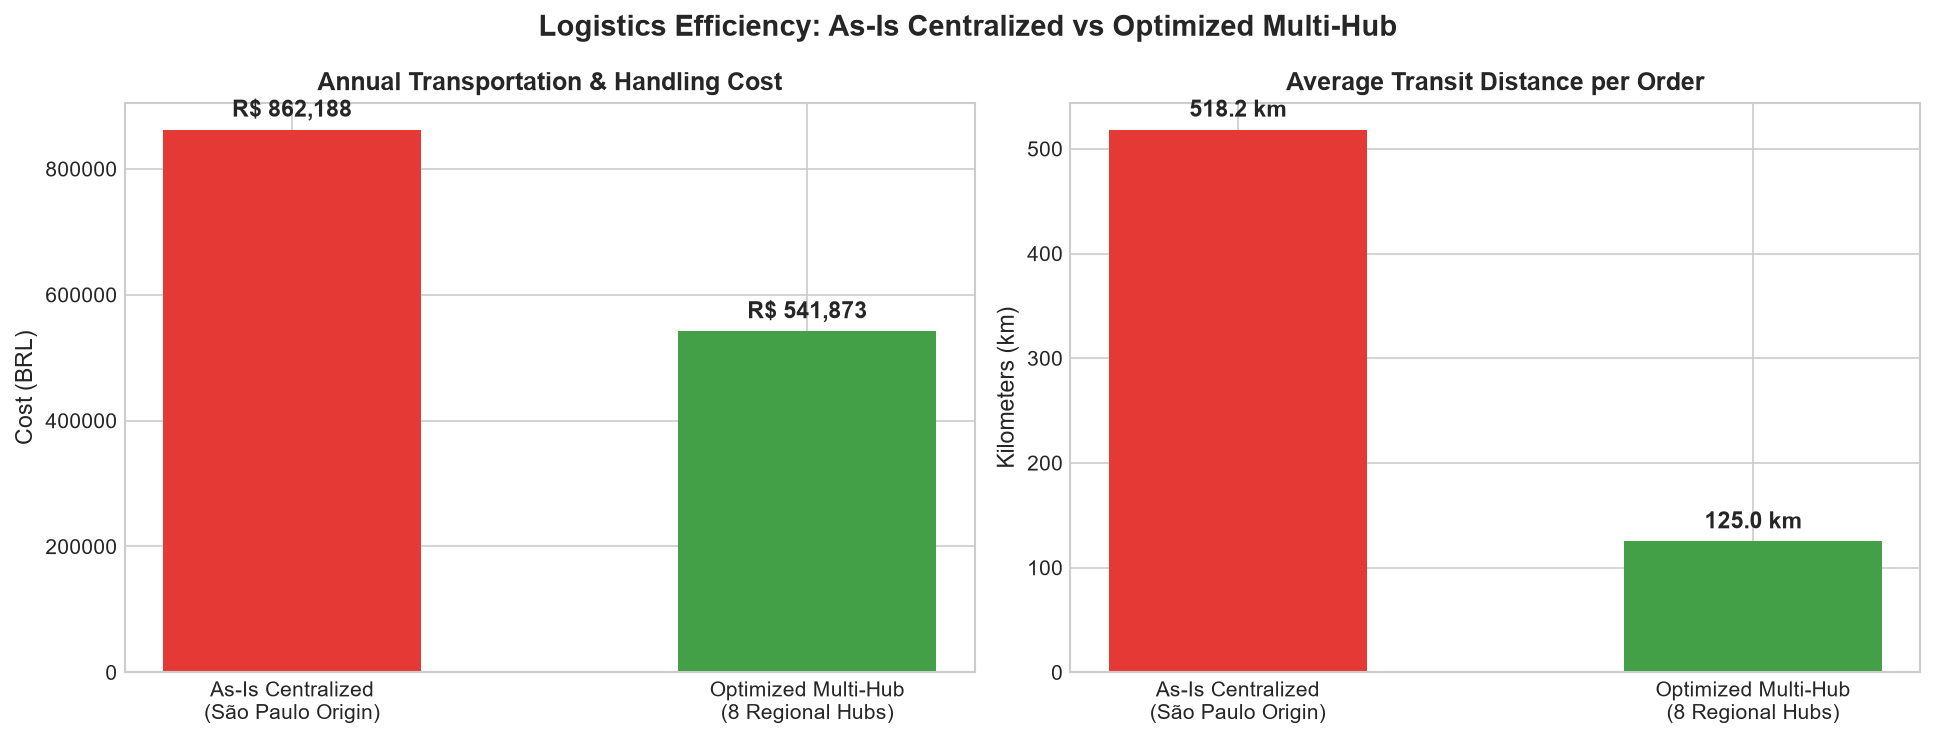 Logistics Efficiency: As-Is Centralized vs Optimized Multi-Hub
Annual Transportation & Handling Cost
R$ 862,188
R$ 541,873
800000
600000
400000
200000
0
Cost (BRL)
As-Is Centralized
(São Paulo Origin)
Optimized Multi-Hub
(8 Regional Hubs)
Average Transit Distance per Order
518.2 km
125.0 km
500
400
300
200
100
0
Kilometers (km)
As-Is Centralized
(São Paulo Origin)
Optimized Multi-Hub
(8 Regional Hubs)